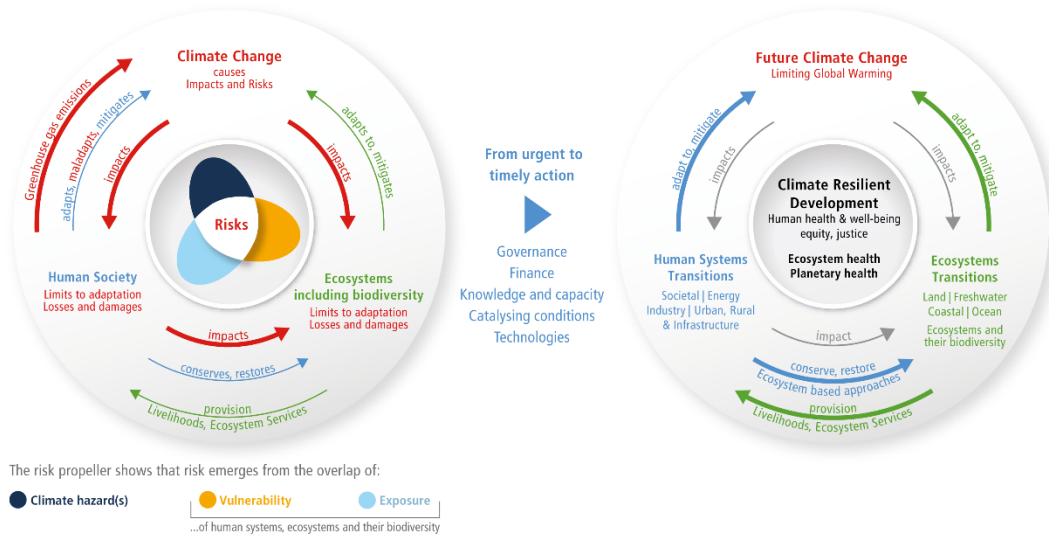 Climate Change
causes
Impacts and Risks
Greenhouse gas emissions
adapts, maladapts, mitigates
impacts
impacts
adapts to, mitigates
Risks
Human Society
Limits to adaptation
Losses and damages
Ecosystems
including biodiversity
Limits to adaptation
Losses and damages
impacts
conserves, restores
provision
Livelihoods, Ecosystem Services
From urgent to
timely action
Governance
Finance
Knowledge and capacity
Catalysing conditions
Technologies
Future Climate Change
Limiting Global Warming
adapt to, mitigate
impacts
impacts
adapt to, mitigate
Climate Resilient
Development
Human health & well-being
equity, justice
Ecosystem health
Planetary health
Human Systems
Transitions
Societal | Energy
Industry | Urban, Rural
& Infrastructure
Ecosystems
Transitions
Land | Freshwater
Coastal | Ocean
Ecosystems and
their biodiversity
impact
conserve, restore
Ecosystem based approaches
provision
Livelihoods, Ecosystem Services
The risk propeller shows that risk emerges from the overlap of:
Climate hazard(s)
Vulnerability
Exposure
...of human systems, ecosystems and their biodiversity